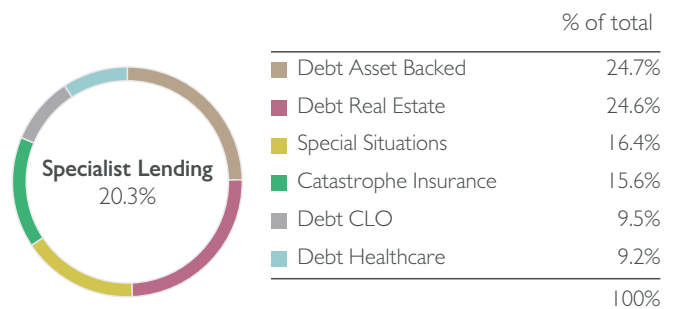 % of total
Specialist Lending
20.3%
Debt Asset Backed 24.7%
Debt Real Estate 24.6%
Special Situations 16.4%
Catastrophe Insurance 15.6%
Debt CLO 9.5%
Debt Healthcare 9.2%
100%